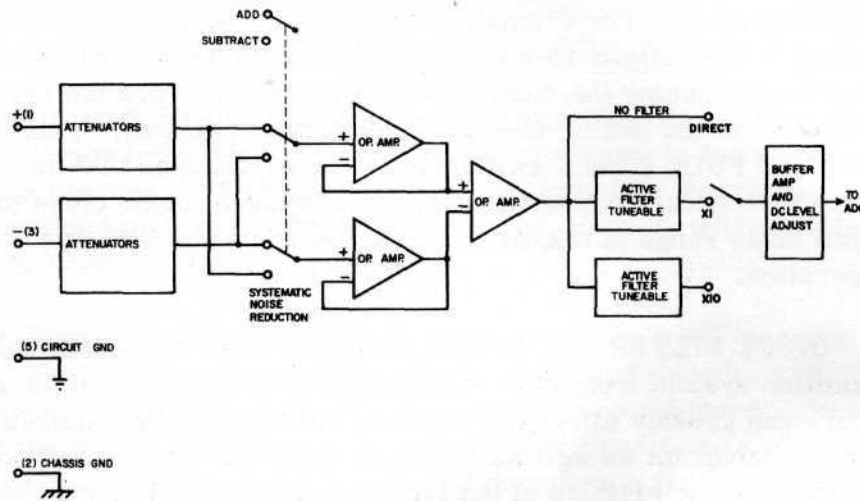 ADD
SUBTRACT
+(1)
ATTENUATORS
-(3)
ATTENUATORS
SYSTEMATIC
NOISE
REDUCTION
+
-
OP. AMP.
+
-
OP. AMP.
+
-
OP. AMP.
NO FILTER
DIRECT
ACTIVE
FILTER
TUNEABLE
X1
ACTIVE
FILTER
TUNEABLE
X10
BUFFER
AMP
AND
DC LEVEL
ADJUST
TO
ADC
(5) CIRCUIT GND
(2) CHASSIS GND